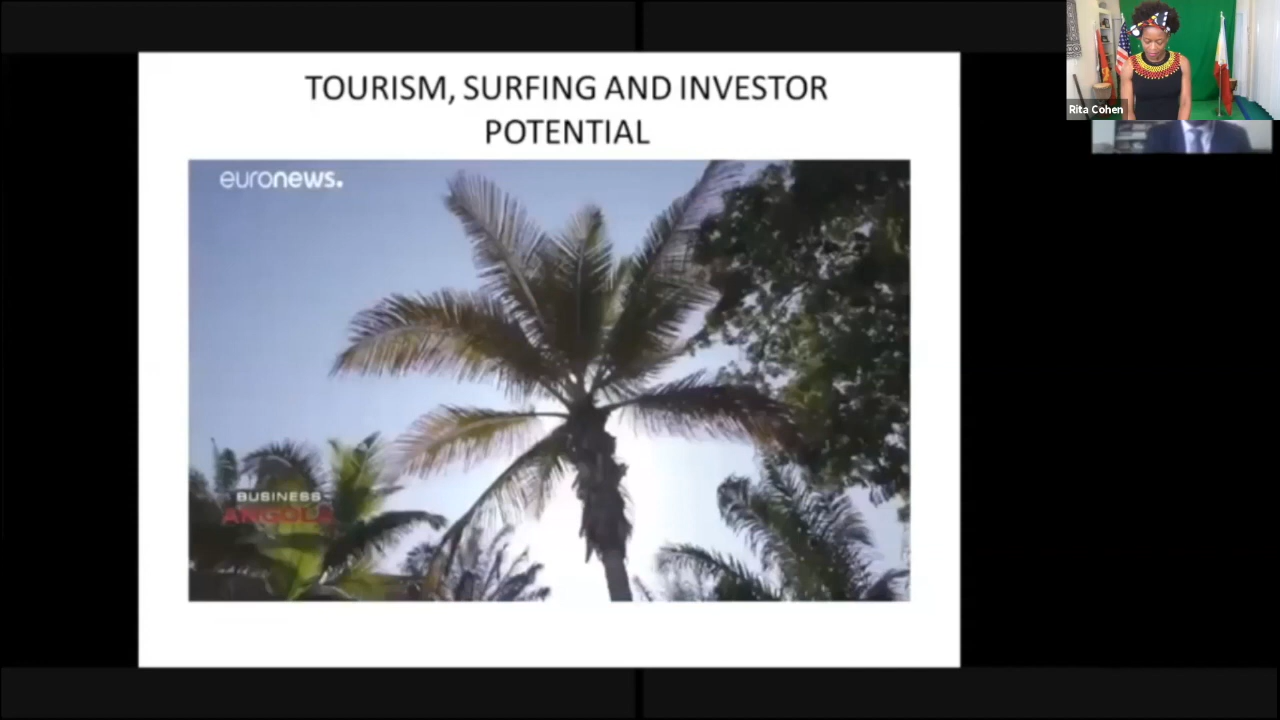 TOURISM, SURFING AND INVESTOR
POTENTIAL
euronews.
BUSINESS
ANGOLA
Rita Cohen